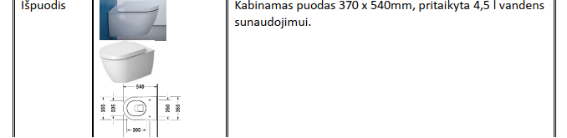 Išpuodis
Kabinamas puodas 370 x 540mm, pritaikyta 4,5 l vandens
sunaudojimui.
540